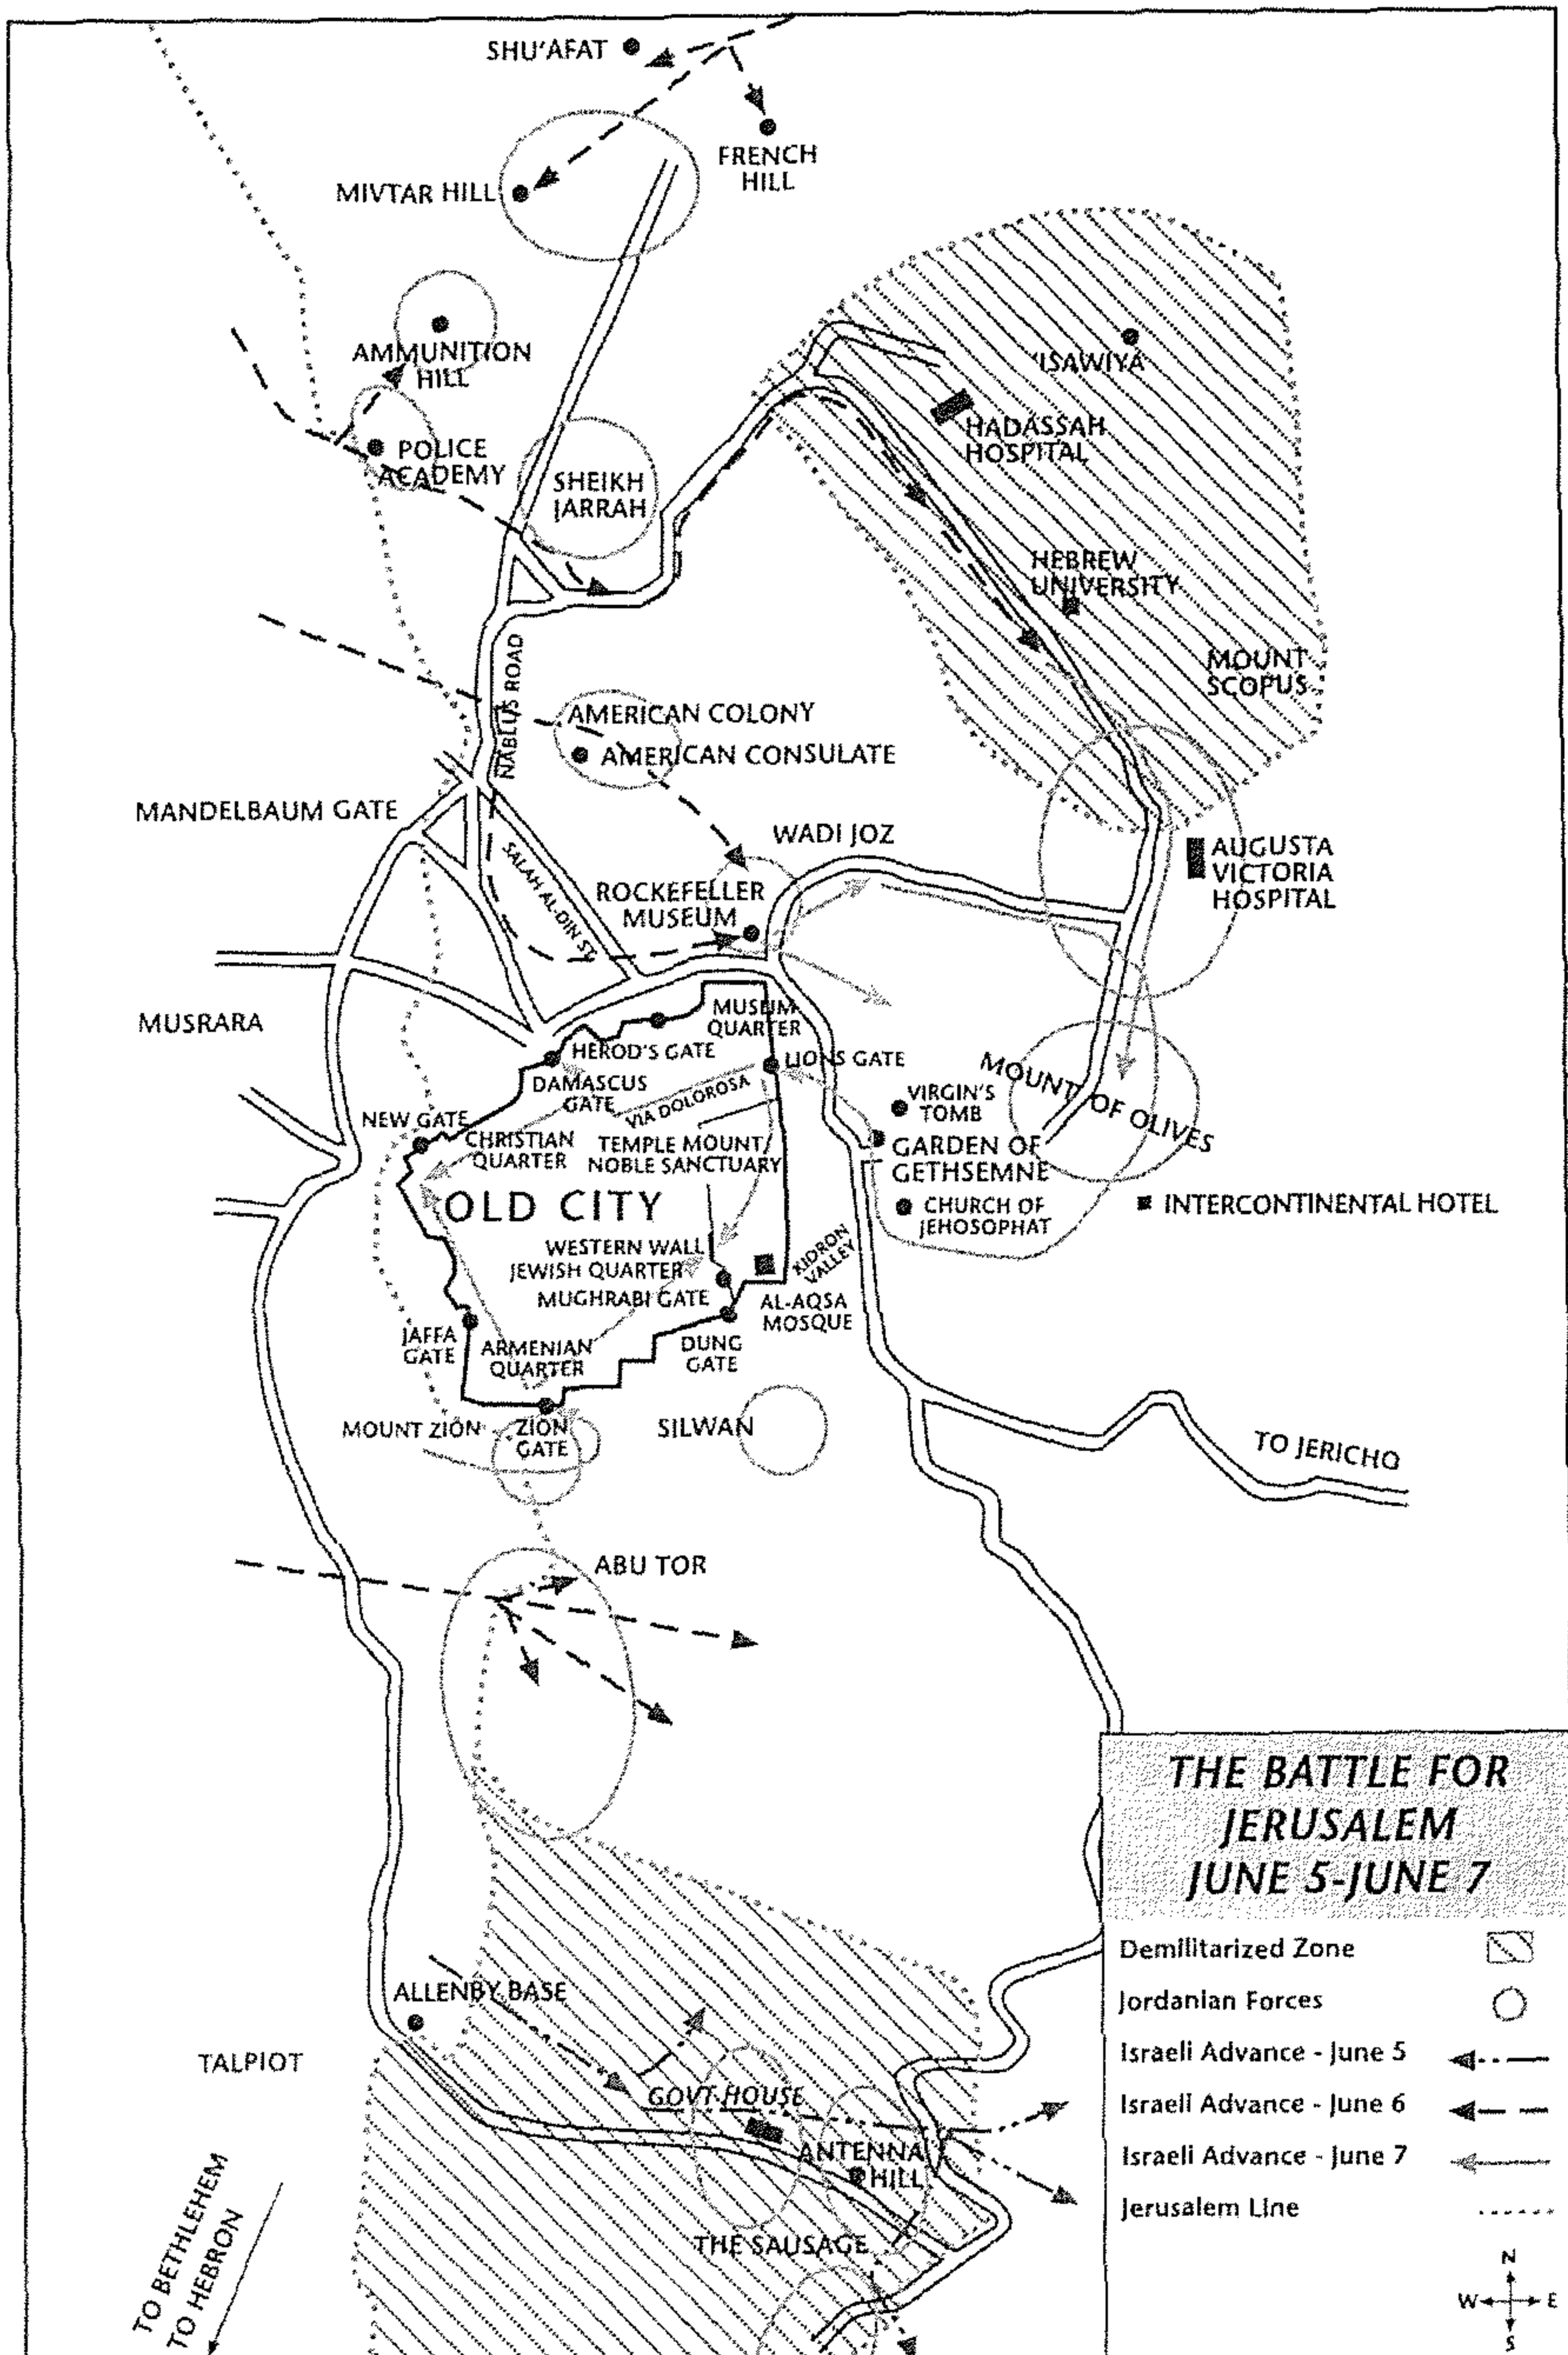 SHU'AFAT
FRENCH
HILL
MIVTAR HILL
AMMUNITION
HILL
'ISAWIYA
HADASSAH
HOSPITAL
POLICE
ACADEMY
SHEIKH
JARRAH
HEBREW
UNIVERSITY
MOUNT
SCOPUS
NABLUS ROAD
AMERICAN COLONY
AMERICAN CONSULATE
MANDELBAUM GATE
WADI JOZ
SALAH AL-DIN ST.
ROCKEFELLER
MUSEUM
AUGUSTA
VICTORIA
HOSPITAL
MUSRARA
MUSLIM
QUARTER
HEROD'S GATE
LIONS GATE
DAMASCUS
GATE
VIA DOLOROSA
VIRGIN'S
TOMB
MOUNT OF OLIVES
NEW GATE
CHRISTIAN
QUARTER
TEMPLE MOUNT/
NOBLE SANCTUARY
GARDEN OF
GETHSEMNE
OLD CITY
CHURCH OF
JEHOSOPHAT
INTERCONTINENTAL HOTEL
WESTERN WALL
JEWISH QUARTER
MUGHRABI GATE
KIDRON
VALLEY
AL-AQSA
MOSQUE
JAFFA
GATE
ARMENIAN
QUARTER
DUNG
GATE
MOUNT ZION
ZION
GATE
SILWAN
TO JERICHO
ABU TOR
THE BATTLE FOR
JERUSALEM
JUNE 5-JUNE 7
Demilitarized Zone
Jordanian Forces
Israeli Advance - June 5
Israeli Advance - June 6
Israeli Advance - June 7
Jerusalem Line
N
W E
S
ALLENBY BASE
TALPIOT
GOVT HOUSE
ANTENNA
HILL
THE SAUSAGE
TO BETHLEHEM
TO HEBRON